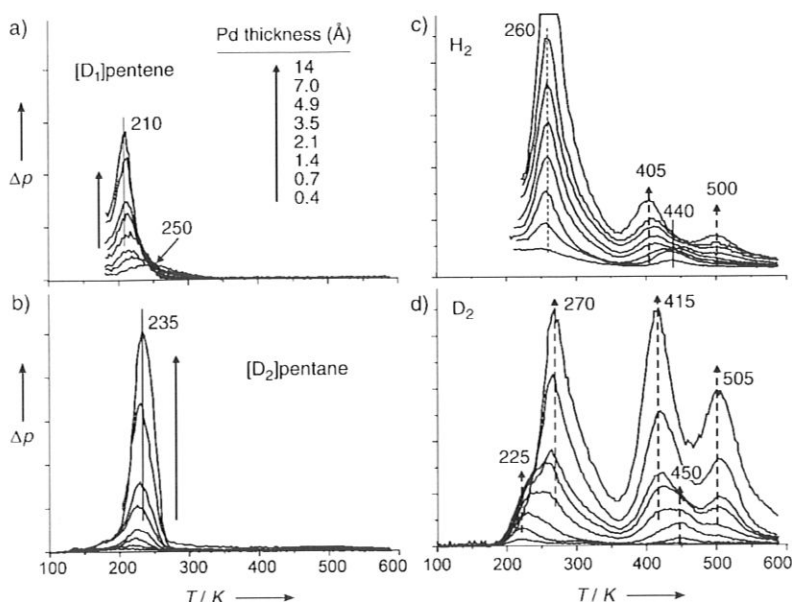 a)
[D₁]pentene
Pd thickness (Å)
14
7.0
4.9
3.5
2.1
1.4
0.7
0.4
210
250
Δp
b)
[D₂]pentane
235
Δp
100 200 300 400 500 600
T / K
c)
H₂
260
405
440
500
d)
D₂
270
415
505
225
450
100 200 300 400 500 600
T / K